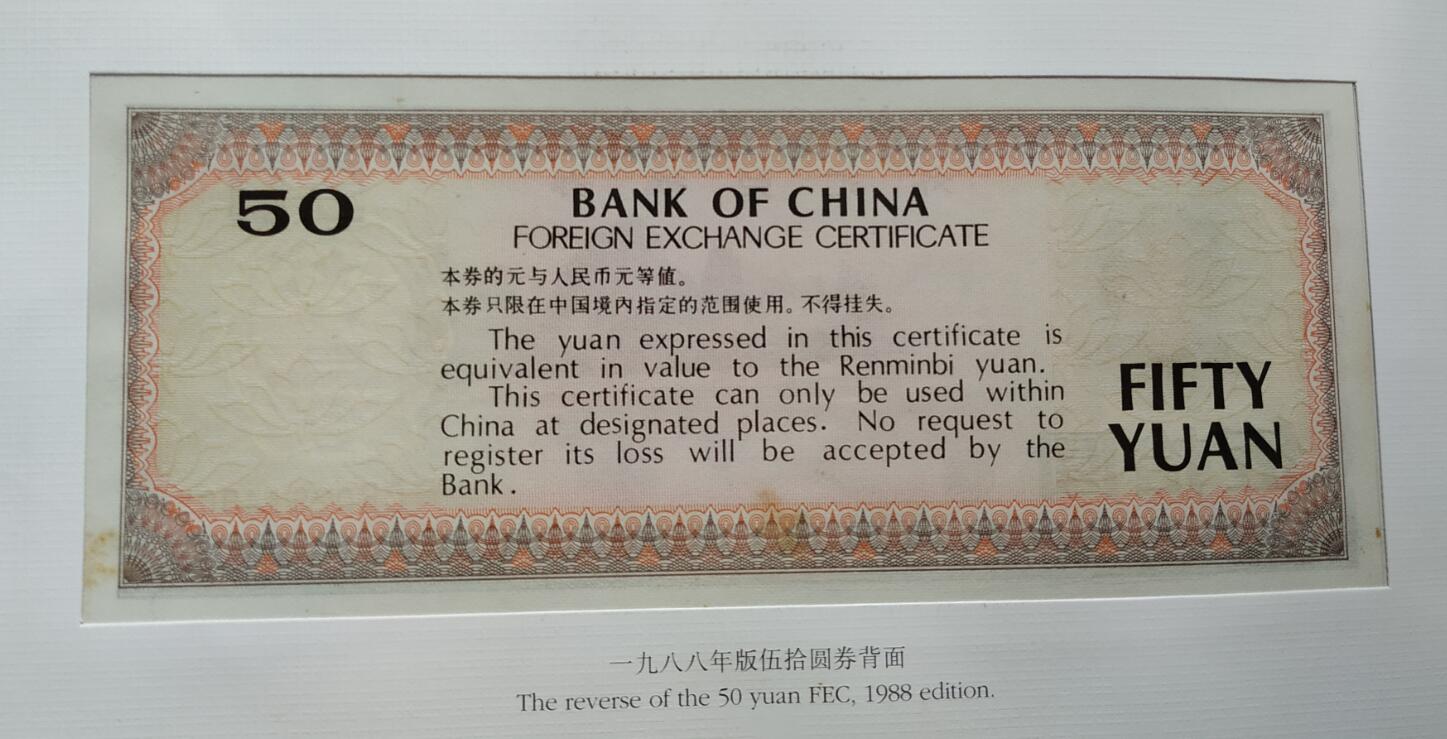 50
BANK OF CHINA
FOREIGN EXCHANGE CERTIFICATE
本券的元与人民币元等值。
本券只限在中国境内指定的范围使用。不得挂失。
The yuan expressed in this certificate is
equivalent in value to the Renminbi yuan.
This certificate can only be used within
China at designated places. No request to
register its loss will be accepted by the
Bank.
FIFTY
YUAN
一九八八年版伍拾圆券背面
The reverse of the 50 yuan FEC, 1988 edition.